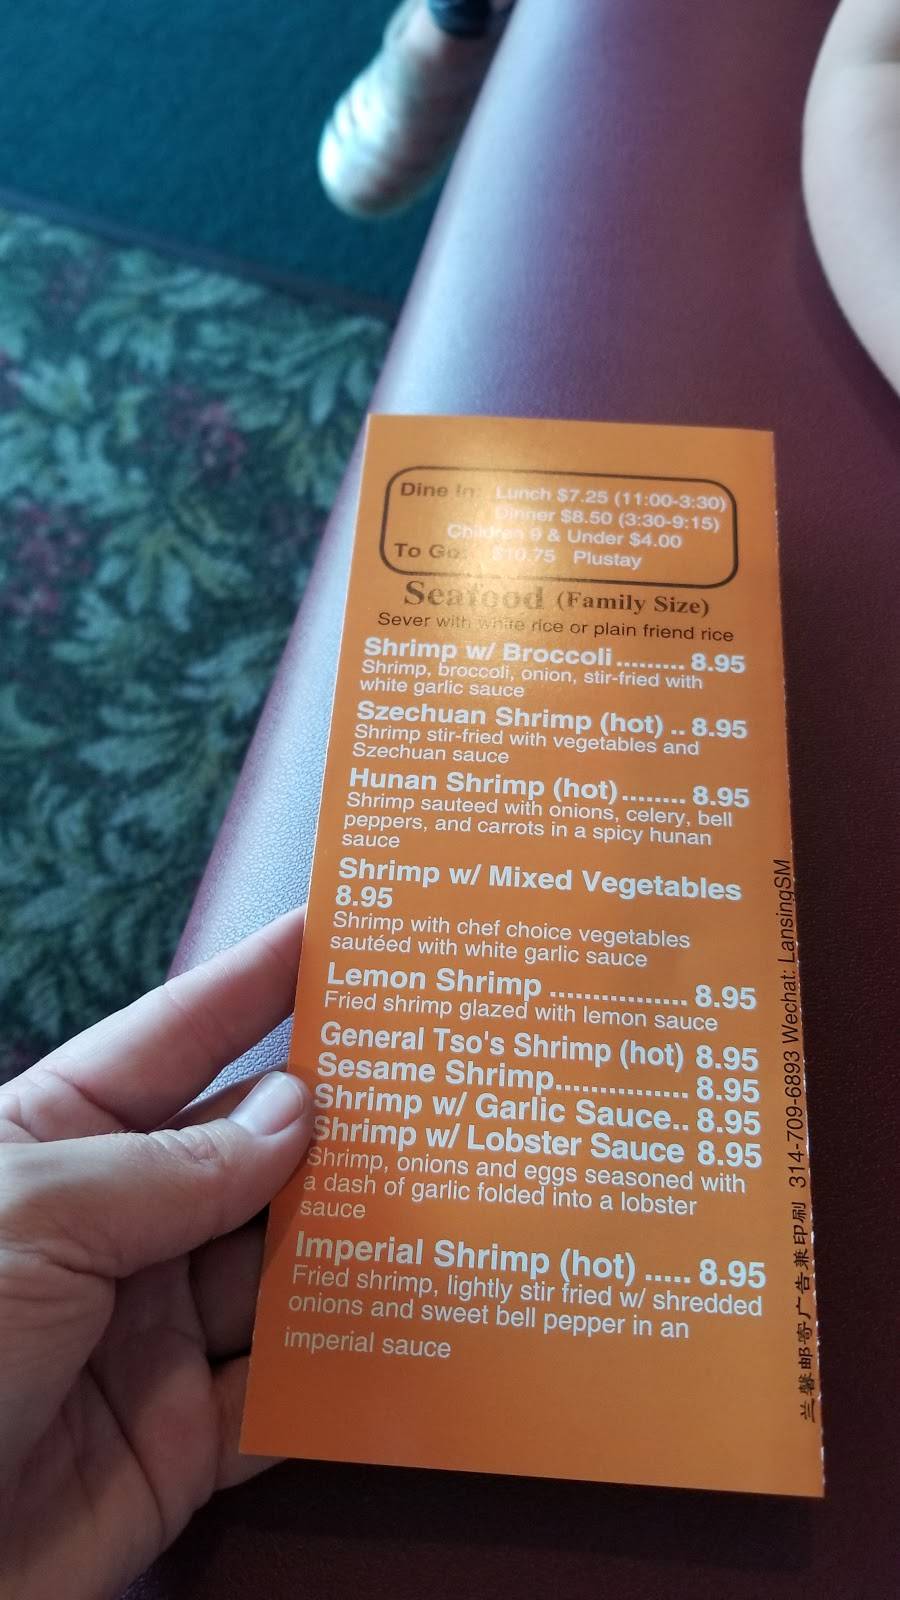 Dine In: Lunch $7.25 (11:00-3:30)
Dinner $8.50 (3:30-9:15)
Children 9 & Under $4.00
To Go: $10.75 Plustay
Seafood (Family Size)
Sever with white rice or plain friend rice
Shrimp w/ Broccoli......... 8.95
Shrimp, broccoli, onion, stir-fried with
white garlic sauce
Szechuan Shrimp (hot) .. 8.95
Shrimp stir-fried with vegetables and
Szechuan sauce
Hunan Shrimp (hot)........ 8.95
Shrimp sauteed with onions, celery, bell
peppers, and carrots in a spicy hunan
sauce
Shrimp w/ Mixed Vegetables
8.95
Shrimp with chef choice vegetables
sautéed with white garlic sauce
Lemon Shrimp ................ 8.95
Fried shrimp glazed with lemon sauce
General Tso's Shrimp (hot) 8.95
Sesame Shrimp................ 8.95
Shrimp w/ Garlic Sauce.. 8.95
Shrimp w/ Lobster Sauce 8.95
Shrimp, onions and eggs seasoned with
a dash of garlic folded into a lobster
sauce
Imperial Shrimp (hot) ..... 8.95
Fried shrimp, lightly stir fried w/ shredded
onions and sweet bell pepper in an
imperial sauce
兰馨邮寄广告兼印刷 314-709-6893 Wechat: LansingSM